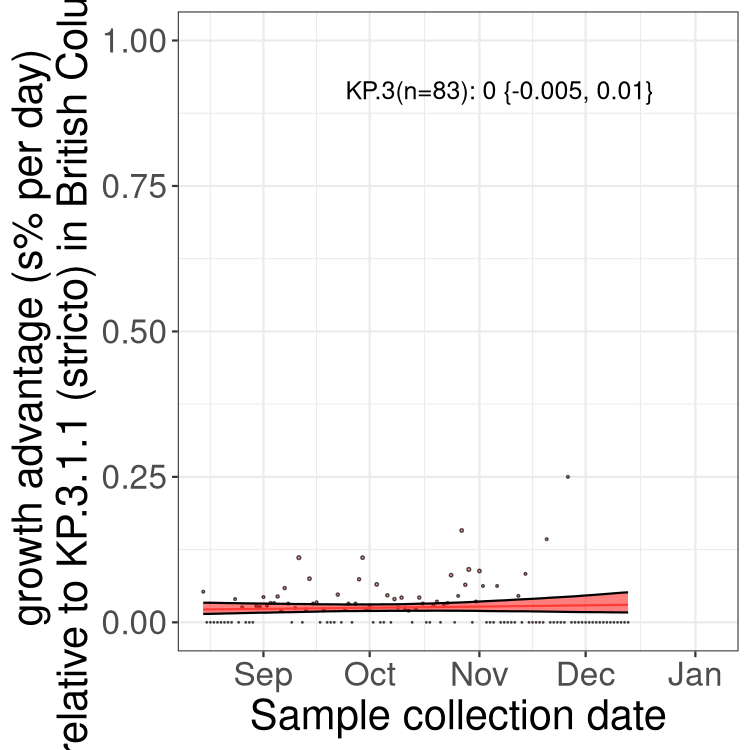 growth advantage (s% per day)
relative to KP.3.1.1 (stricto) in British Colu
1.00
0.75
0.50
0.25
0.00
KP.3(n=83): 0 {-0.005, 0.01}
Sep Oct Nov Dec Jan
Sample collection date